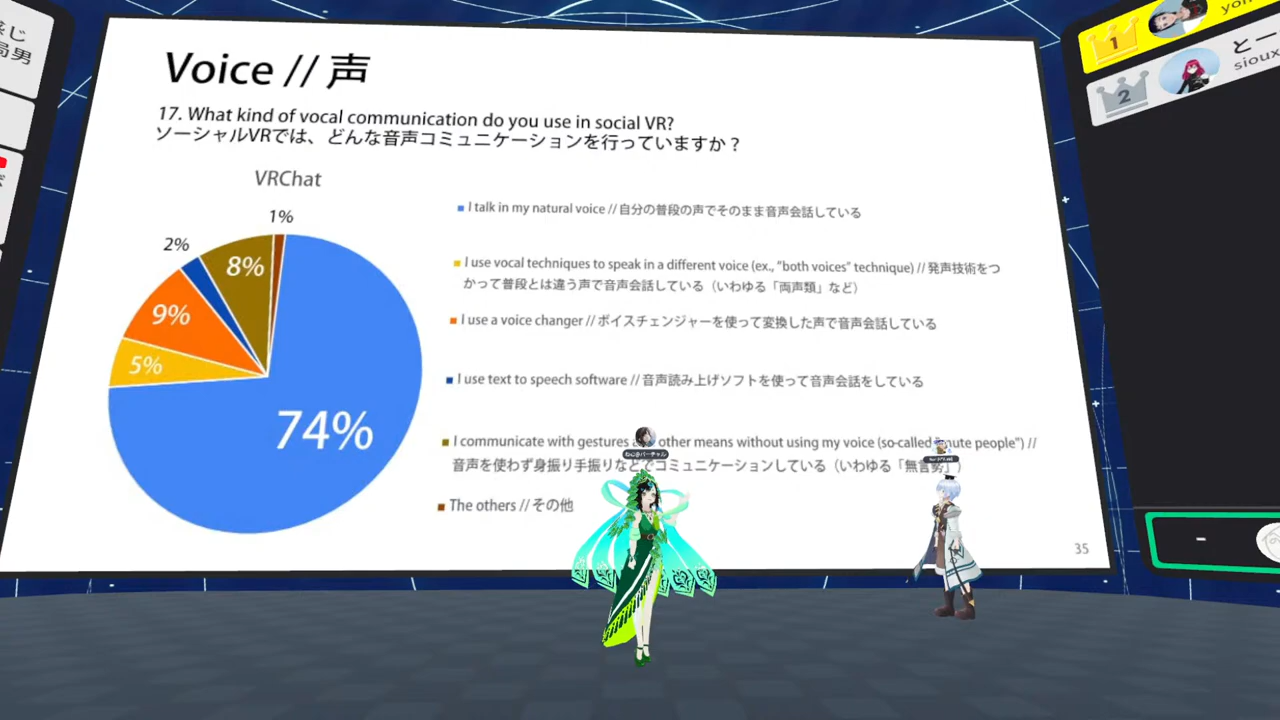 Voice // 声
17. What kind of vocal communication do you use in social VR?
ソーシャルVRでは、どんな音声コミュニケーションを行っていますか？
VRChat
1%
2%
8%
9%
5%
74%
I talk in my natural voice // 自分の普段の声でそのまま音声会話している
I use vocal techniques to speak in a different voice (ex., "both voices" technique) // 発声技術をつ
かって普段とは違う声で音声会話している（いわゆる「両声類」など）
I use a voice changer // ボイスチェンジャーを使って変換した声で音声会話している
I use text to speech software // 音声読み上げソフトを使って音声会話をしている
I communicate with gestures and other means without using my voice (so-called "mute people") //
音声を使わず身振り手振りなどでコミュニケーションしている（いわゆる「無言勢」）
The others // その他
35
1
2
とー
sioux
局男